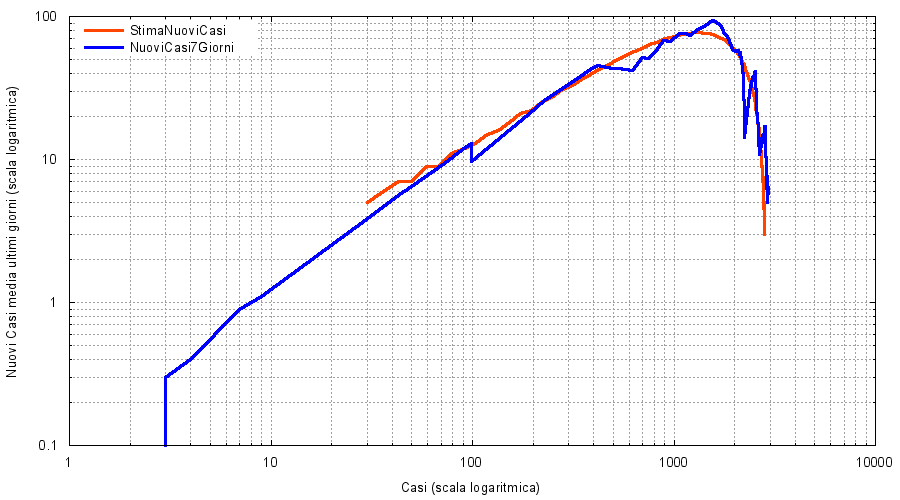 100
StimaNuoviCasi
NuoviCasi7Giorni
10
1
0.1
Nuovi Casi media ultimi giorni (scala logaritmica)
1 10 100 1000 10000
Casi (scala logaritmica)